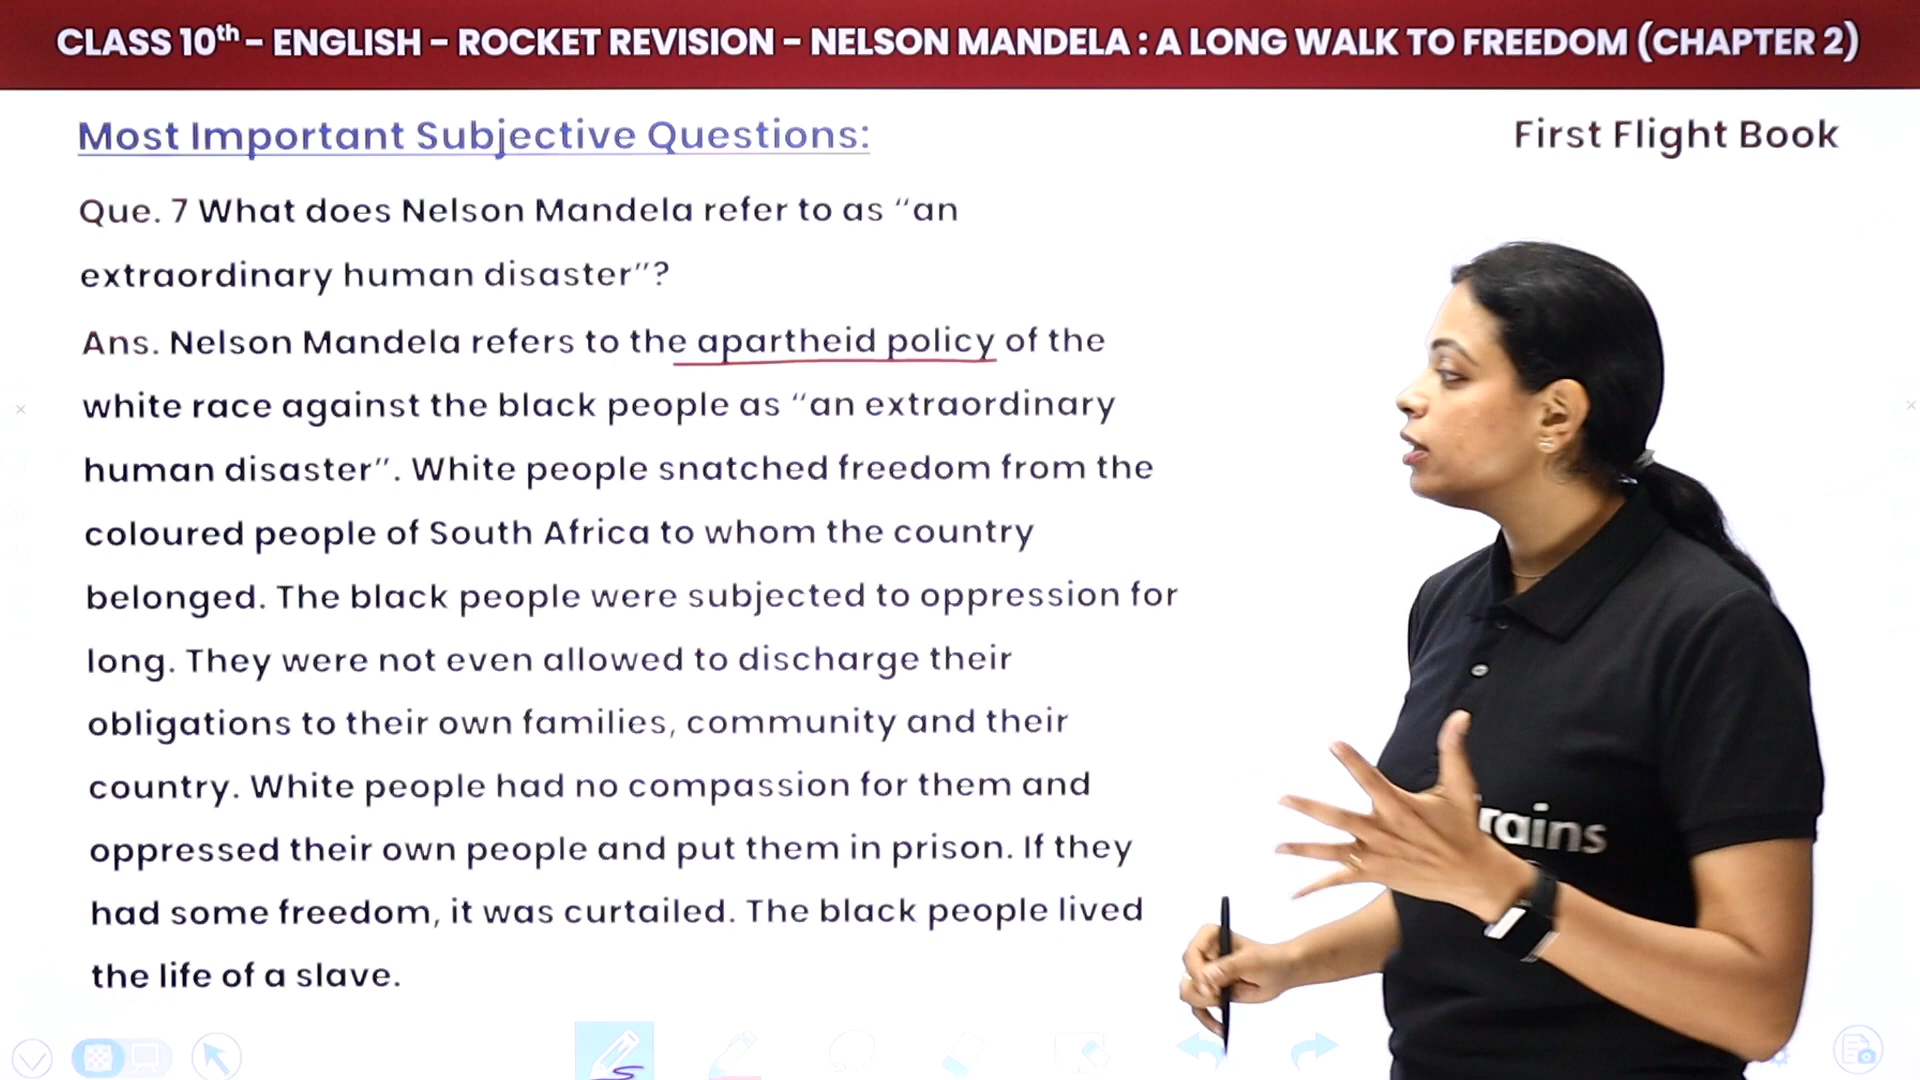 CLASS 10th - ENGLISH - ROCKET REVISION - NELSON MANDELA : A LONG WALK TO FREEDOM (CHAPTER 2)
Most Important Subjective Questions:
First Flight Book
Que. 7 What does Nelson Mandela refer to as “an
extraordinary human disaster”?
Ans. Nelson Mandela refers to the apartheid policy of the
white race against the black people as “an extraordinary
human disaster”. White people snatched freedom from the
coloured people of South Africa to whom the country
belonged. The black people were subjected to oppression for
long. They were not even allowed to discharge their
obligations to their own families, community and their
country. White people had no compassion for them and
oppressed their own people and put them in prison. If they
had some freedom, it was curtailed. The black people lived
the life of a slave.
rains